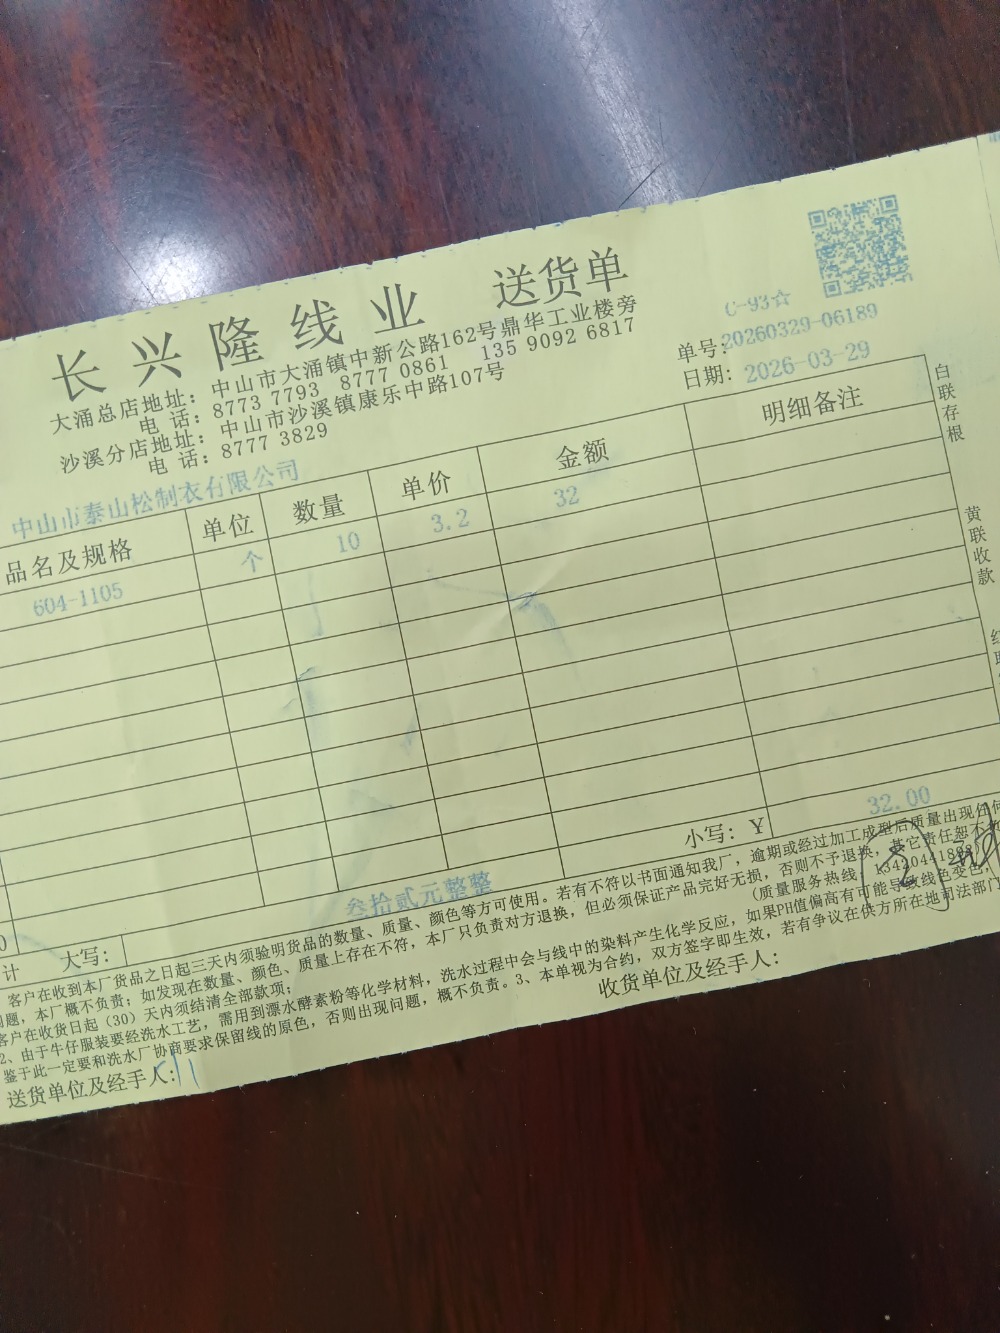 长兴隆线业 送货单
C-93☆
大涌总店地址：中山市大涌镇中新公路162号鼎华工业楼旁
电 话：8773 7793 8777 0861 135 9092 6817
沙溪分店地址：中山市沙溪镇康乐中路107号
电 话：8777 3829
单号：20260329-06189
日期：2026-03-29
中山市泰山松制衣有限公司
品名及规格 单位 数量 单价 金额 明细备注
604-1105 个 10 3.2 32
小写：¥ 32.00
计 大写：叁拾贰元整整
客户在收到本厂货品之日起三天内须验明货品的数量、质量、颜色等方可使用。若有不符以书面通知我厂，逾期或经过加工成型后质量出现任何
问题，本厂概不负责；如发现在数量、颜色、质量上存在不符，本厂只负责对方退换，但必须保证产品完好无损，否则不予退换，其它责任恕不
客户在收货日起（30）天内须结清全部款项；
（质量服务热线
2、由于牛仔服装要经洗水工艺，需用到漂水酵素粉等化学材料，洗水过程中会与线中的染料产生化学反应，如果PH值偏高有可能导致线色变色，
鉴于此一定要和洗水厂协商要求保留线的原色，否则出现问题，概不负责。3、本单视为合约，双方签字即生效，若有争议在供方所在地司法部门
送货单位及经手人：
收货单位及经手人：
白联存根
黄联收款